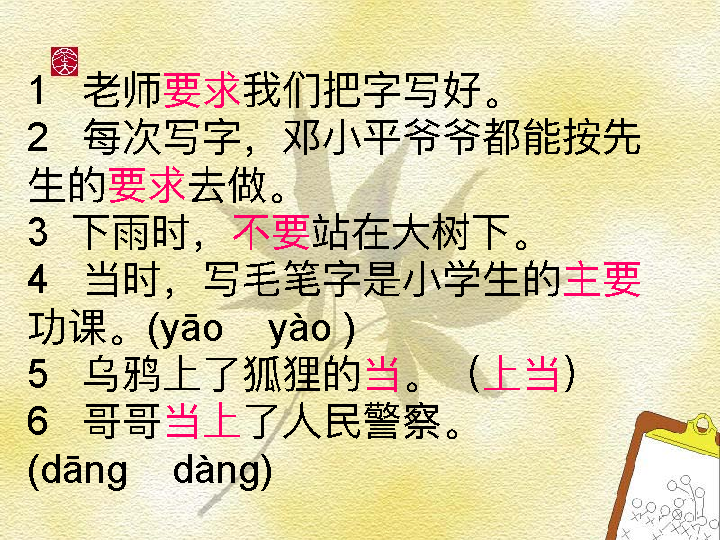 1 老师要求我们把字写好。
2 每次写字，邓小平爷爷都能按先
生的要求去做。
3 下雨时，不要站在大树下。
4 当时，写毛笔字是小学生的主要
功课。(yāo yào )
5 乌鸦上了狐狸的当。（上当）
6 哥哥当上了人民警察。
(dāng dàng)